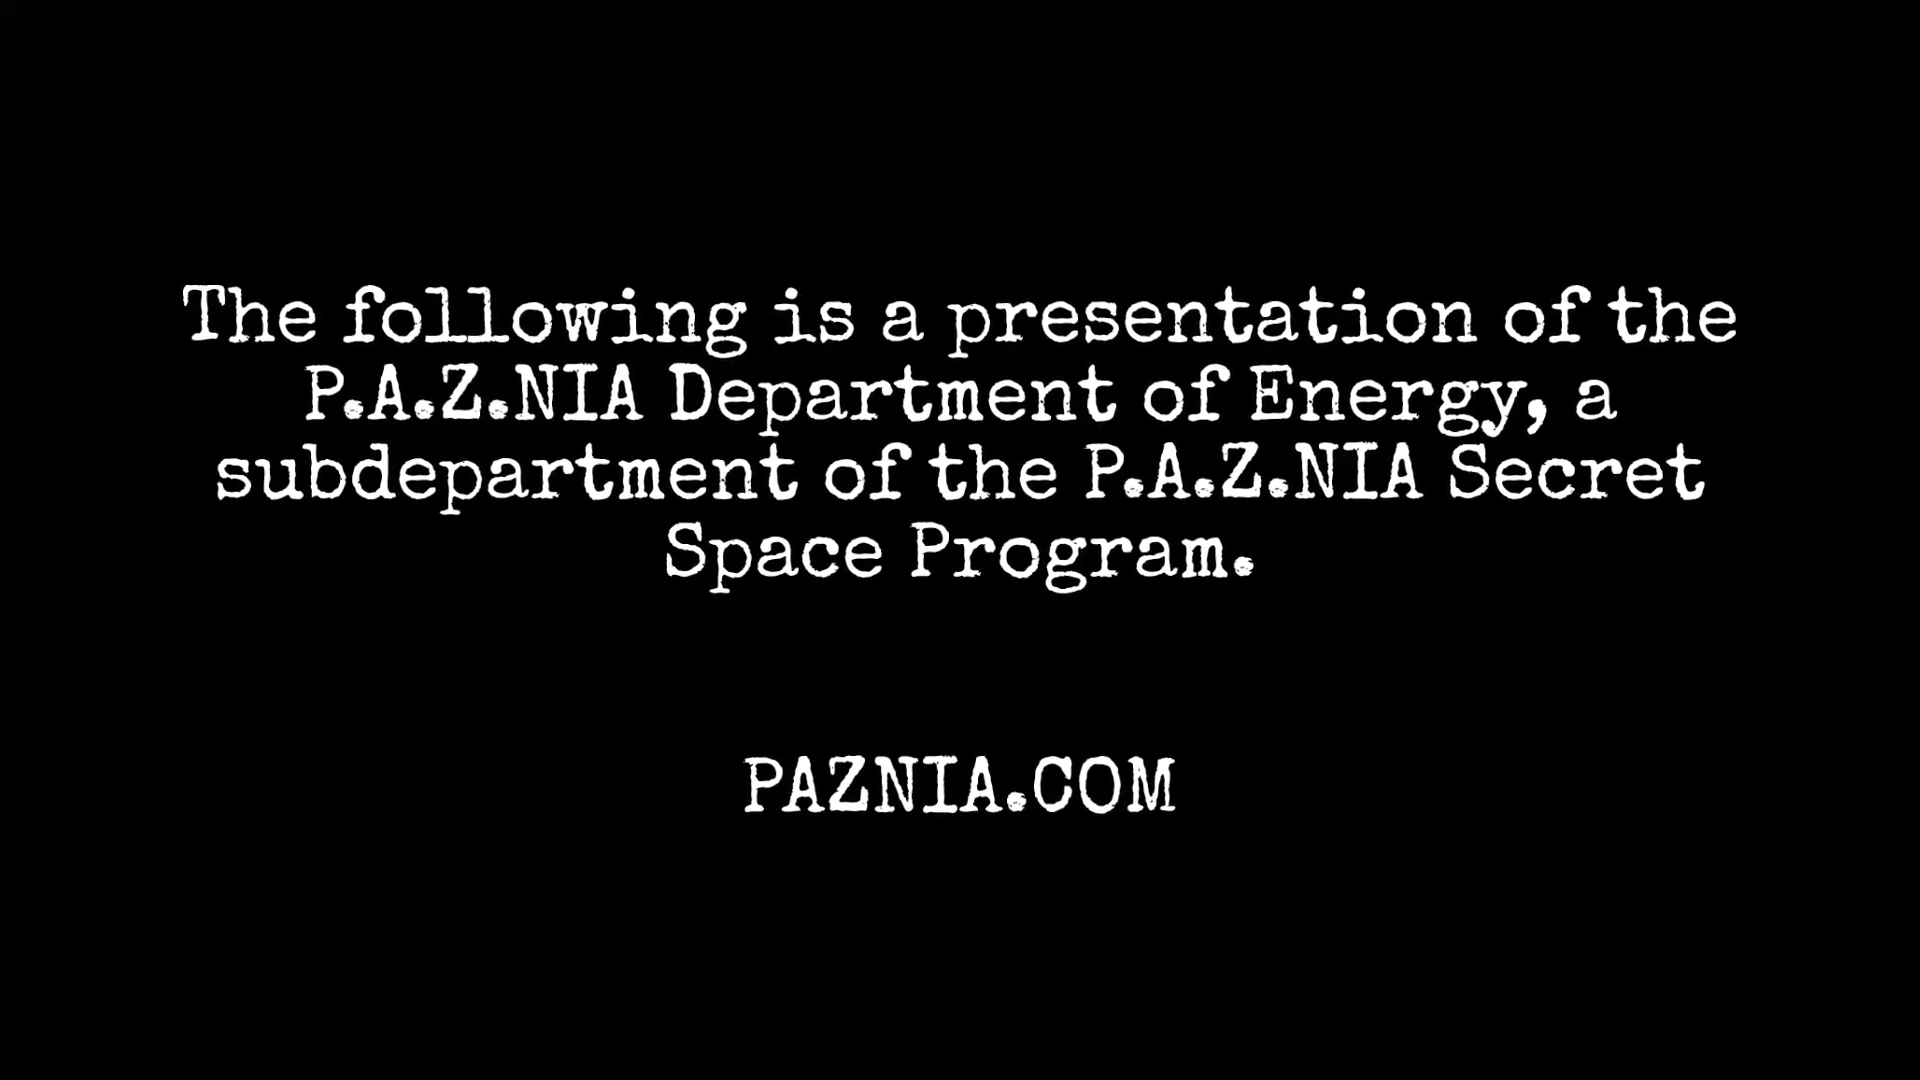 The following is a presentation of the
P.A.Z.NIA Department of Energy, a
subdepartment of the P.A.Z.NIA Secret
Space Program.
PAZNIA.COM